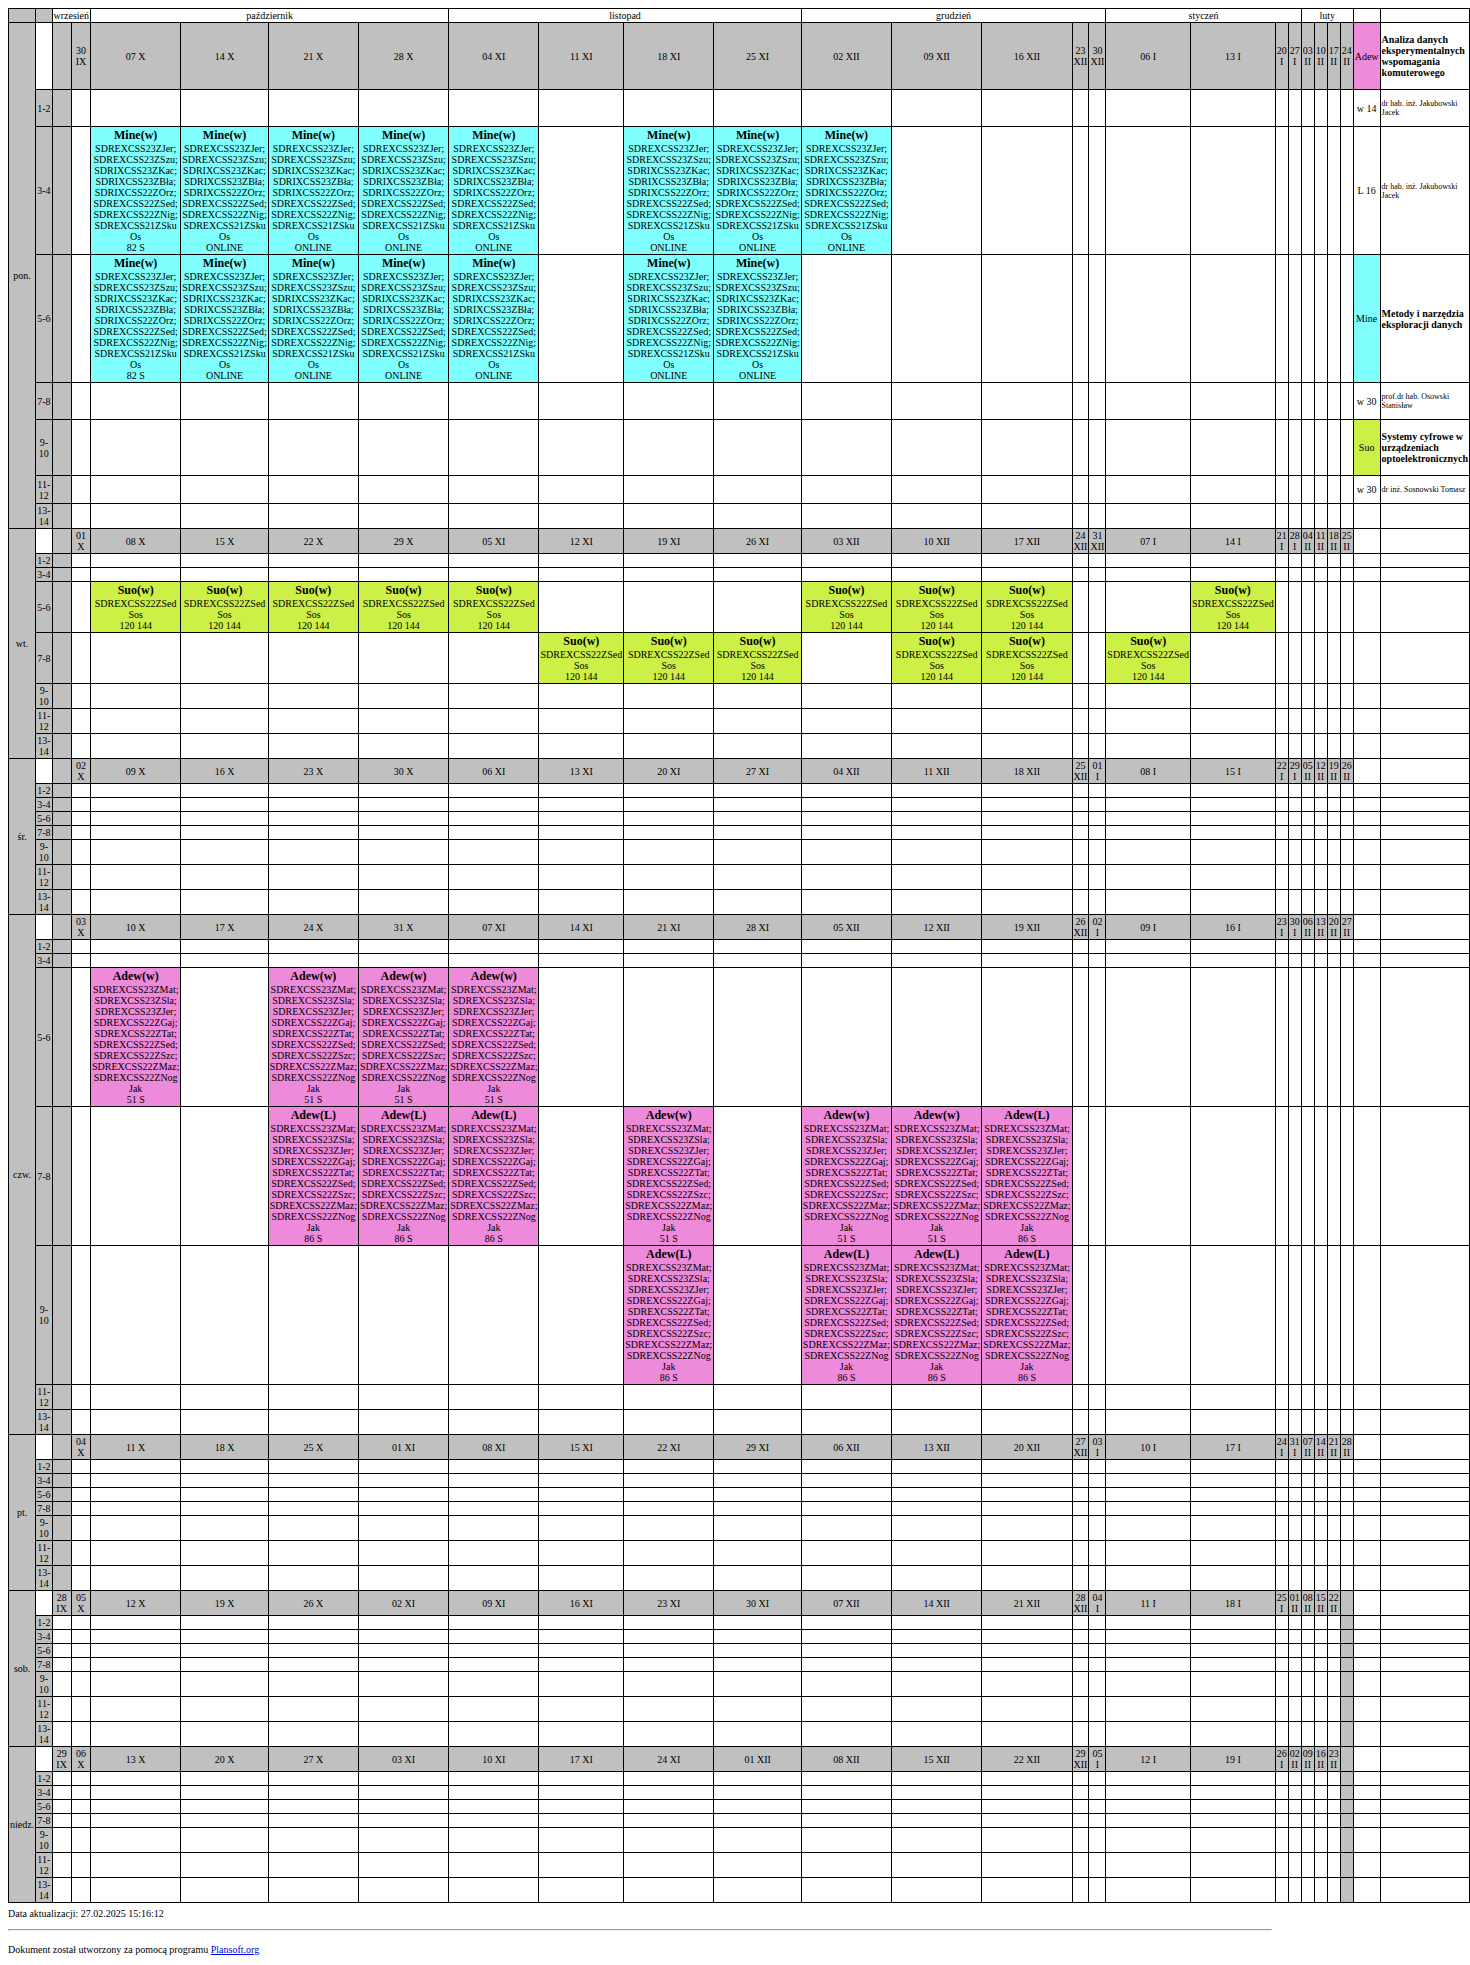 wrzesień październik listopad grudzień styczeń luty
pon. 30 IX 07 X 14 X 21 X 28 X 04 XI 11 XI 18 XI 25 XI 02 XII 09 XII 16 XII 23 XII 30 XII 06 I 13 I 20 I 27 I 03 II 10 II 17 II 24 II Adew Analiza danych eksperymentalnych wspomagania komuterowego
1-2 w 14 dr hab. inż. Jakubowski Jacek
3-4 L 16 dr hab. inż. Jakubowski Jacek
Mine(w) Mine(w) Mine(w) Mine(w) Mine(w) Mine(w) Mine(w) Mine(w)
SDREXCSS23ZJer; SDREXCSS23ZJer; SDREXCSS23ZJer; SDREXCSS23ZJer; SDREXCSS23ZJer; SDREXCSS23ZJer; SDREXCSS23ZJer; SDREXCSS23ZJer;
SDREXCSS23ZSzu; SDREXCSS23ZSzu; SDREXCSS23ZSzu; SDREXCSS23ZSzu; SDREXCSS23ZSzu; SDREXCSS23ZSzu; SDREXCSS23ZSzu; SDREXCSS23ZSzu;
SDRIXCSS23ZKac; SDRIXCSS23ZKac; SDRIXCSS23ZKac; SDRIXCSS23ZKac; SDRIXCSS23ZKac; SDRIXCSS23ZKac; SDRIXCSS23ZKac; SDRIXCSS23ZKac;
SDRIXCSS23ZBła; SDRIXCSS23ZBła; SDRIXCSS23ZBła; SDRIXCSS23ZBła; SDRIXCSS23ZBła; SDRIXCSS23ZBła; SDRIXCSS23ZBła; SDRIXCSS23ZBła;
SDRIXCSS22ZOrz; SDRIXCSS22ZOrz; SDRIXCSS22ZOrz; SDRIXCSS22ZOrz; SDRIXCSS22ZOrz; SDRIXCSS22ZOrz; SDRIXCSS22ZOrz; SDRIXCSS22ZOrz;
SDREXCSS22ZSed; SDREXCSS22ZSed; SDREXCSS22ZSed; SDREXCSS22ZSed; SDREXCSS22ZSed; SDREXCSS22ZSed; SDREXCSS22ZSed; SDREXCSS22ZSed;
SDREXCSS22ZNig; SDREXCSS22ZNig; SDREXCSS22ZNig; SDREXCSS22ZNig; SDREXCSS22ZNig; SDREXCSS22ZNig; SDREXCSS22ZNig; SDREXCSS22ZNig;
SDREXCSS21ZSku SDREXCSS21ZSku SDREXCSS21ZSku SDREXCSS21ZSku SDREXCSS21ZSku SDREXCSS21ZSku SDREXCSS21ZSku SDREXCSS21ZSku
Os Os Os Os Os Os Os Os
82 S ONLINE ONLINE ONLINE ONLINE ONLINE ONLINE ONLINE
5-6 Mine Metody i narzędzia eksploracji danych
Mine(w) Mine(w) Mine(w) Mine(w) Mine(w) Mine(w) Mine(w)
SDREXCSS23ZJer; SDREXCSS23ZJer; SDREXCSS23ZJer; SDREXCSS23ZJer; SDREXCSS23ZJer; SDREXCSS23ZJer; SDREXCSS23ZJer;
SDREXCSS23ZSzu; SDREXCSS23ZSzu; SDREXCSS23ZSzu; SDREXCSS23ZSzu; SDREXCSS23ZSzu; SDREXCSS23ZSzu; SDREXCSS23ZSzu;
SDRIXCSS23ZKac; SDRIXCSS23ZKac; SDRIXCSS23ZKac; SDRIXCSS23ZKac; SDRIXCSS23ZKac; SDRIXCSS23ZKac; SDRIXCSS23ZKac;
SDRIXCSS23ZBła; SDRIXCSS23ZBła; SDRIXCSS23ZBła; SDRIXCSS23ZBła; SDRIXCSS23ZBła; SDRIXCSS23ZBła; SDRIXCSS23ZBła;
SDRIXCSS22ZOrz; SDRIXCSS22ZOrz; SDRIXCSS22ZOrz; SDRIXCSS22ZOrz; SDRIXCSS22ZOrz; SDRIXCSS22ZOrz; SDRIXCSS22ZOrz;
SDREXCSS22ZSed; SDREXCSS22ZSed; SDREXCSS22ZSed; SDREXCSS22ZSed; SDREXCSS22ZSed; SDREXCSS22ZSed; SDREXCSS22ZSed;
SDREXCSS22ZNig; SDREXCSS22ZNig; SDREXCSS22ZNig; SDREXCSS22ZNig; SDREXCSS22ZNig; SDREXCSS22ZNig; SDREXCSS22ZNig;
SDREXCSS21ZSku SDREXCSS21ZSku SDREXCSS21ZSku SDREXCSS21ZSku SDREXCSS21ZSku SDREXCSS21ZSku SDREXCSS21ZSku
Os Os Os Os Os Os Os
82 S ONLINE ONLINE ONLINE ONLINE ONLINE ONLINE
7-8 w 30 prof.dr hab. Osowski Stanisław
9-10 Suo Systemy cyfrowe w urządzeniach optoelektronicznych
11-12 w 30 dr inż. Sosnowski Tomasz
13-14
wt. 01 X 08 X 15 X 22 X 29 X 05 XI 12 XI 19 XI 26 XI 03 XII 10 XII 17 XII 24 XII 31 XII 07 I 14 I 21 I 28 I 04 II 11 II 18 II 25 II
1-2
3-4
5-6
Suo(w) Suo(w) Suo(w) Suo(w) Suo(w) Suo(w) Suo(w) Suo(w) Suo(w)
SDREXCSS22ZSed SDREXCSS22ZSed SDREXCSS22ZSed SDREXCSS22ZSed SDREXCSS22ZSed SDREXCSS22ZSed SDREXCSS22ZSed SDREXCSS22ZSed SDREXCSS22ZSed
Sos Sos Sos Sos Sos Sos Sos Sos Sos
120 144 120 144 120 144 120 144 120 144 120 144 120 144 120 144 120 144
7-8
Suo(w) Suo(w) Suo(w) Suo(w) Suo(w) Suo(w)
SDREXCSS22ZSed SDREXCSS22ZSed SDREXCSS22ZSed SDREXCSS22ZSed SDREXCSS22ZSed SDREXCSS22ZSed
Sos Sos Sos Sos Sos Sos
120 144 120 144 120 144 120 144 120 144 120 144
9-10
11-12
13-14
śr. 02 X 09 X 16 X 23 X 30 X 06 XI 13 XI 20 XI 27 XI 04 XII 11 XII 18 XII 25 XII 01 I 08 I 15 I 22 I 29 I 05 II 12 II 19 II 26 II
1-2
3-4
5-6
7-8
9-10
11-12
13-14
czw. 03 X 10 X 17 X 24 X 31 X 07 XI 14 XI 21 XI 28 XI 05 XII 12 XII 19 XII 26 XII 02 I 09 I 16 I 23 I 30 I 06 II 13 II 20 II 27 II
1-2
3-4
5-6
Adew(w) Adew(w) Adew(w) Adew(w)
SDREXCSS23ZMat; SDREXCSS23ZMat; SDREXCSS23ZMat; SDREXCSS23ZMat;
SDREXCSS23ZSla; SDREXCSS23ZSla; SDREXCSS23ZSla; SDREXCSS23ZSla;
SDREXCSS23ZJer; SDREXCSS23ZJer; SDREXCSS23ZJer; SDREXCSS23ZJer;
SDREXCSS22ZGaj; SDREXCSS22ZGaj; SDREXCSS22ZGaj; SDREXCSS22ZGaj;
SDREXCSS22ZTat; SDREXCSS22ZTat; SDREXCSS22ZTat; SDREXCSS22ZTat;
SDREXCSS22ZSed; SDREXCSS22ZSed; SDREXCSS22ZSed; SDREXCSS22ZSed;
SDREXCSS22ZSzc; SDREXCSS22ZSzc; SDREXCSS22ZSzc; SDREXCSS22ZSzc;
SDREXCSS22ZMaz; SDREXCSS22ZMaz; SDREXCSS22ZMaz; SDREXCSS22ZMaz;
SDREXCSS22ZNog SDREXCSS22ZNog SDREXCSS22ZNog SDREXCSS22ZNog
Jak Jak Jak Jak
51 S 51 S 51 S 51 S
7-8
Adew(L) Adew(L) Adew(L) Adew(w) Adew(w) Adew(w) Adew(L)
SDREXCSS23ZMat; SDREXCSS23ZMat; SDREXCSS23ZMat; SDREXCSS23ZMat; SDREXCSS23ZMat; SDREXCSS23ZMat; SDREXCSS23ZMat;
SDREXCSS23ZSla; SDREXCSS23ZSla; SDREXCSS23ZSla; SDREXCSS23ZSla; SDREXCSS23ZSla; SDREXCSS23ZSla; SDREXCSS23ZSla;
SDREXCSS23ZJer; SDREXCSS23ZJer; SDREXCSS23ZJer; SDREXCSS23ZJer; SDREXCSS23ZJer; SDREXCSS23ZJer; SDREXCSS23ZJer;
SDREXCSS22ZGaj; SDREXCSS22ZGaj; SDREXCSS22ZGaj; SDREXCSS22ZGaj; SDREXCSS22ZGaj; SDREXCSS22ZGaj; SDREXCSS22ZGaj;
SDREXCSS22ZTat; SDREXCSS22ZTat; SDREXCSS22ZTat; SDREXCSS22ZTat; SDREXCSS22ZTat; SDREXCSS22ZTat; SDREXCSS22ZTat;
SDREXCSS22ZSed; SDREXCSS22ZSed; SDREXCSS22ZSed; SDREXCSS22ZSed; SDREXCSS22ZSed; SDREXCSS22ZSed; SDREXCSS22ZSed;
SDREXCSS22ZSzc; SDREXCSS22ZSzc; SDREXCSS22ZSzc; SDREXCSS22ZSzc; SDREXCSS22ZSzc; SDREXCSS22ZSzc; SDREXCSS22ZSzc;
SDREXCSS22ZMaz; SDREXCSS22ZMaz; SDREXCSS22ZMaz; SDREXCSS22ZMaz; SDREXCSS22ZMaz; SDREXCSS22ZMaz; SDREXCSS22ZMaz;
SDREXCSS22ZNog SDREXCSS22ZNog SDREXCSS22ZNog SDREXCSS22ZNog SDREXCSS22ZNog SDREXCSS22ZNog SDREXCSS22ZNog
Jak Jak Jak Jak Jak Jak Jak
86 S 86 S 86 S 51 S 51 S 51 S 86 S
9-10
Adew(L) Adew(L) Adew(L) Adew(L)
SDREXCSS23ZMat; SDREXCSS23ZMat; SDREXCSS23ZMat; SDREXCSS23ZMat;
SDREXCSS23ZSla; SDREXCSS23ZSla; SDREXCSS23ZSla; SDREXCSS23ZSla;
SDREXCSS23ZJer; SDREXCSS23ZJer; SDREXCSS23ZJer; SDREXCSS23ZJer;
SDREXCSS22ZGaj; SDREXCSS22ZGaj; SDREXCSS22ZGaj; SDREXCSS22ZGaj;
SDREXCSS22ZTat; SDREXCSS22ZTat; SDREXCSS22ZTat; SDREXCSS22ZTat;
SDREXCSS22ZSed; SDREXCSS22ZSed; SDREXCSS22ZSed; SDREXCSS22ZSed;
SDREXCSS22ZSzc; SDREXCSS22ZSzc; SDREXCSS22ZSzc; SDREXCSS22ZSzc;
SDREXCSS22ZMaz; SDREXCSS22ZMaz; SDREXCSS22ZMaz; SDREXCSS22ZMaz;
SDREXCSS22ZNog SDREXCSS22ZNog SDREXCSS22ZNog SDREXCSS22ZNog
Jak Jak Jak Jak
86 S 86 S 86 S 86 S
11-12
13-14
pt. 04 X 11 X 18 X 25 X 01 XI 08 XI 15 XI 22 XI 29 XI 06 XII 13 XII 20 XII 27 XII 03 I 10 I 17 I 24 I 31 I 07 II 14 II 21 II 28 II
1-2
3-4
5-6
7-8
9-10
11-12
13-14
sob. 28 IX 05 X 12 X 19 X 26 X 02 XI 09 XI 16 XI 23 XI 30 XI 07 XII 14 XII 21 XII 28 XII 04 I 11 I 18 I 25 I 01 II 08 II 15 II 22 II
1-2
3-4
5-6
7-8
9-10
11-12
13-14
niedz. 29 IX 06 X 13 X 20 X 27 X 03 XI 10 XI 17 XI 24 XI 01 XII 08 XII 15 XII 22 XII 29 XII 05 I 12 I 19 I 26 I 02 II 09 II 16 II 23 II
1-2
3-4
5-6
7-8
9-10
11-12
13-14
Data aktualizacji: 27.02.2025 15:16:12
Dokument został utworzony za pomocą programu Plansoft.org